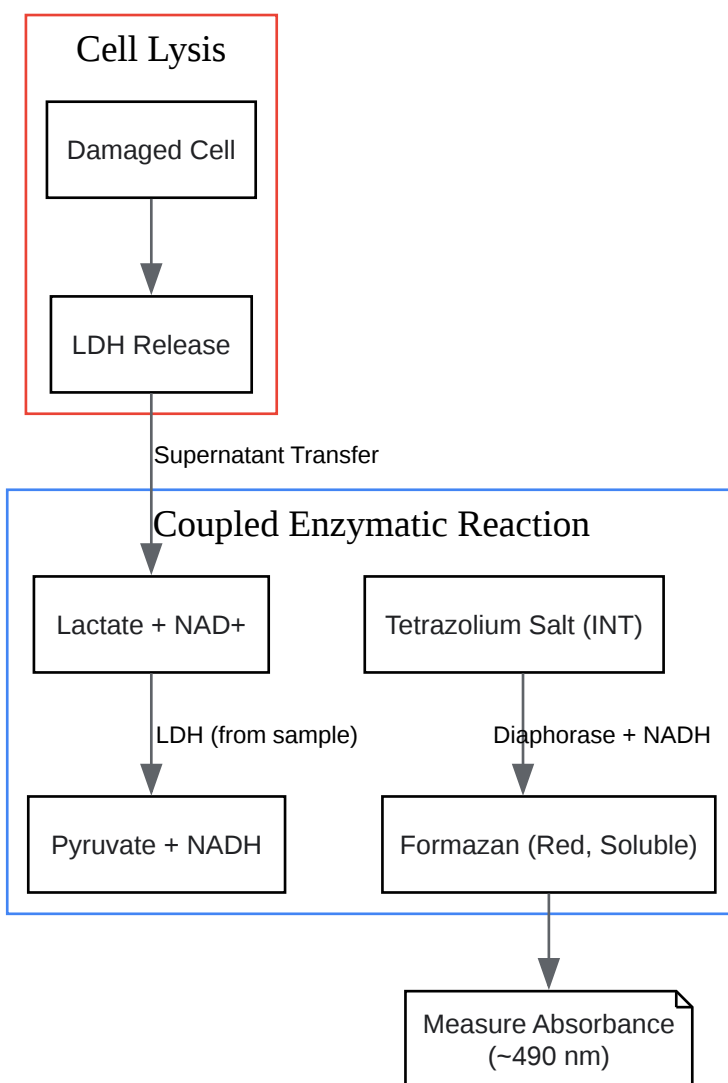 Cell Lysis
Damaged Cell
LDH Release
Supernatant Transfer
Coupled Enzymatic Reaction
Lactate + NAD+
Tetrazolium Salt (INT)
LDH (from sample)
Diaphorase + NADH
Pyruvate + NADH
Formazan (Red, Soluble)
Measure Absorbance
(~490 nm)